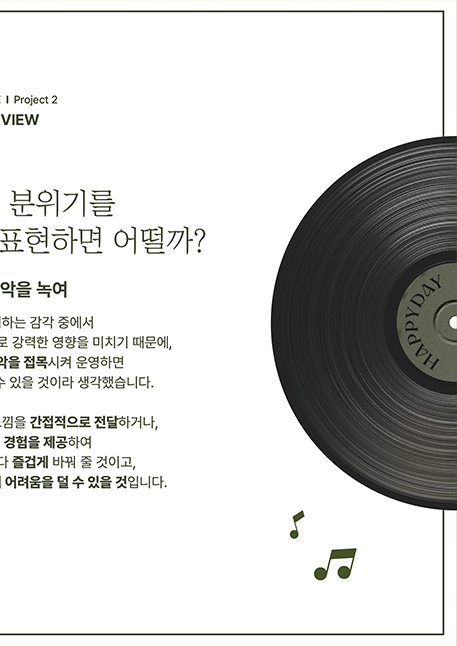 I Project 2
VIEW
분위기를
표현하면 어떨까?
악을 녹여
하는 감각 중에서
로 강력한 영향을 미치기 때문에,
악을 접목시켜 운영하면
수 있을 것이라 생각했습니다.
느낌을 간접적으로 전달하거나,
경험을 제공하여
다 즐겁게 바꿔 줄 것이고,
어려움을 덜 수 있을 것입니다.
HAPPYDAY